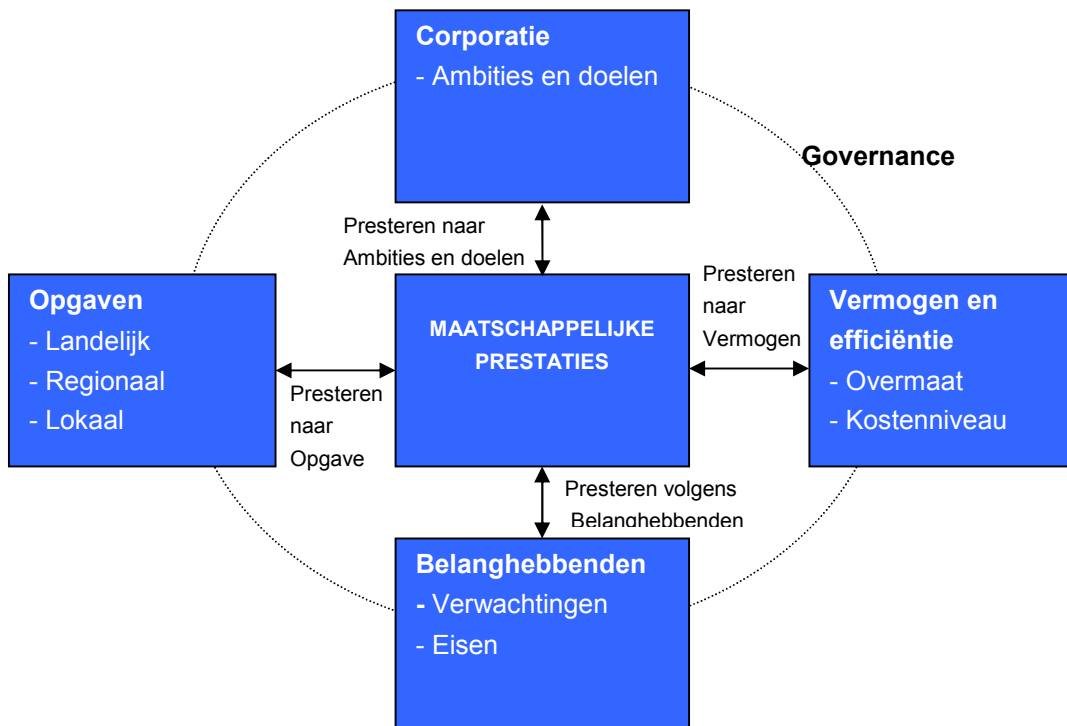 Corporatie
- Ambities en doelen
Governance
Presteren naar
Ambities en doelen
Opgaven
- Landelijk
- Regionaal
- Lokaal
Presteren
naar
Opgave
MAATSCHAPPELIJKE
PRESTATIES
Presteren
naar
Vermogen
Vermogen en
efficiëntie
- Overmaat
- Kostenniveau
Presteren volgens
Belanghebbenden
Belanghebbenden
- Verwachtingen
- Eisen